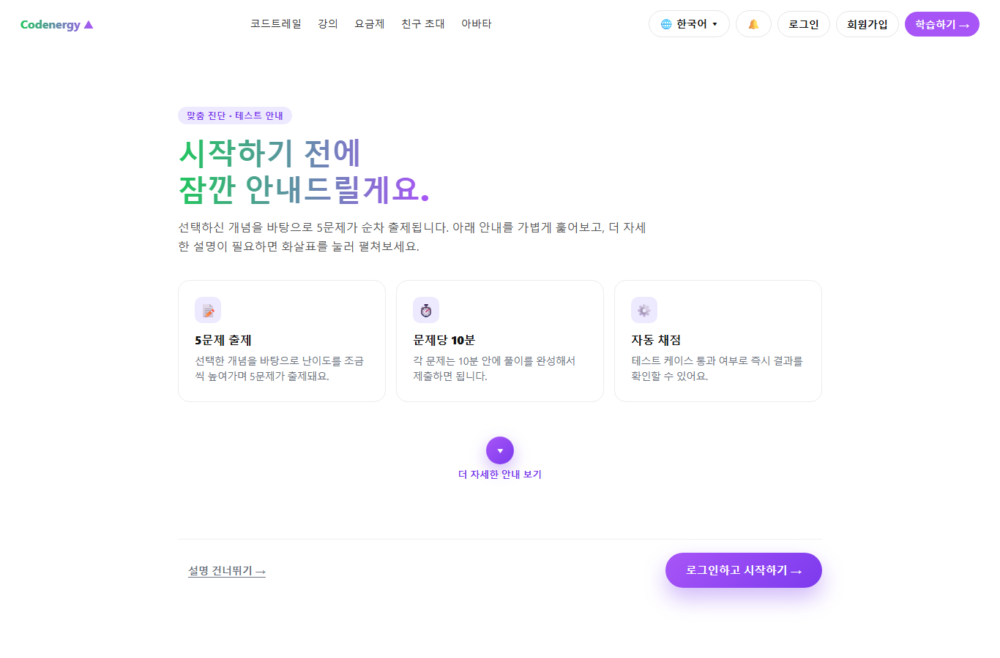 Codenergy
코드트레일
강의
요금제
친구 초대
아바타
한국어
로그인
회원가입
학습하기 →
맞춤 진단 · 테스트 안내
시작하기 전에
잠깐 안내드릴게요.
선택하신 개념을 바탕으로 5문제가 순차 출제됩니다. 아래 안내를 가볍게 훑어보고, 더 자세
한 설명이 필요하면 화살표를 눌러 펼쳐보세요.
5문제 출제
선택한 개념을 바탕으로 난이도를 조금
씩 높여가며 5문제가 출제돼요.
문제당 10분
각 문제는 10분 안에 풀이를 완성해서
제출하면 됩니다.
자동 채점
테스트 케이스 통과 여부로 즉시 결과를
확인할 수 있어요.
더 자세한 안내 보기
설명 건너뛰기 →
로그인하고 시작하기 →